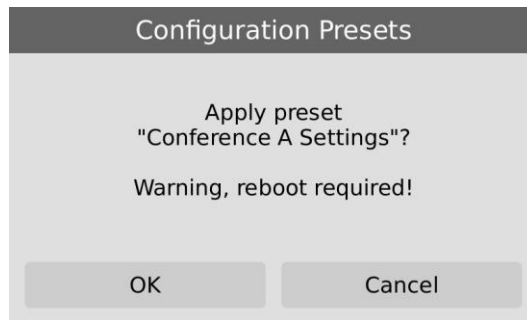 Configuration Presets
Apply preset
"Conference A Settings"?
Warning, reboot required!
OK
Cancel